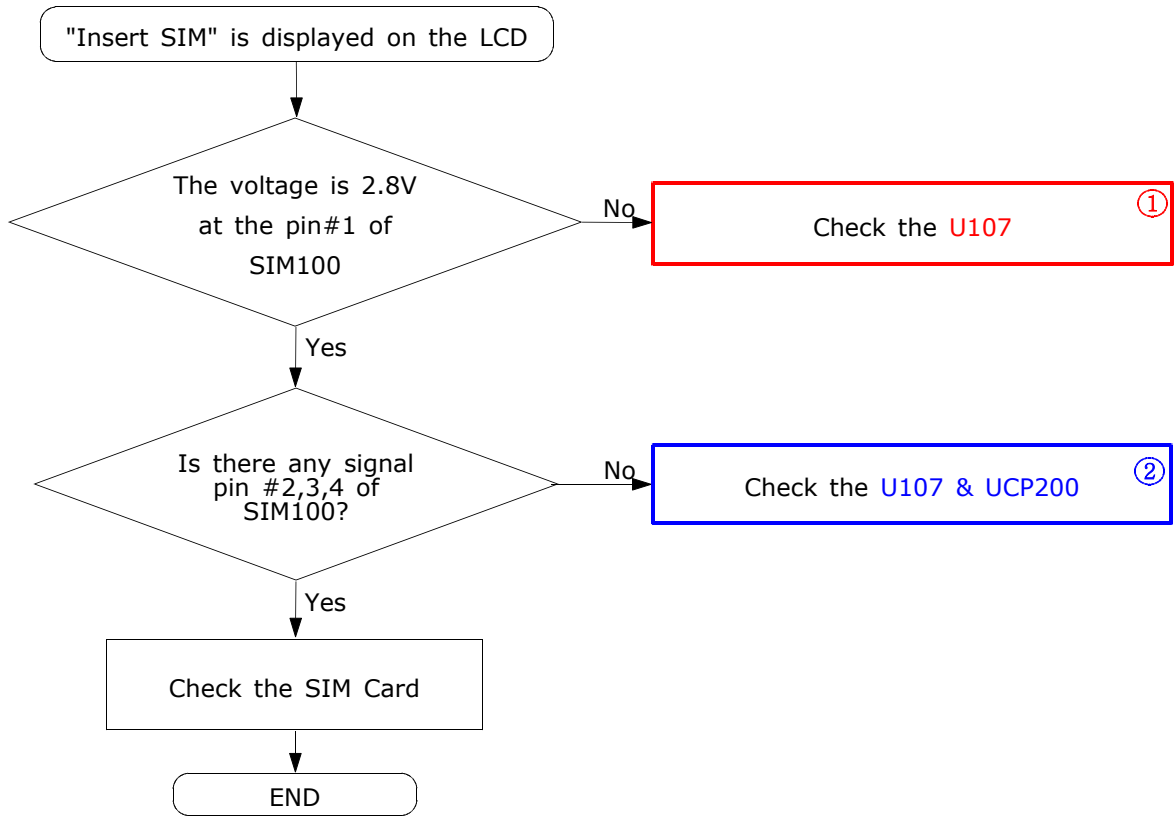 "Insert SIM" is displayed on the LCD
The voltage is 2.8V
at the pin#1 of
SIM100
No
①
Check the U107
Yes
Is there any signal
pin #2,3,4 of
SIM100?
No
②
Check the U107 & UCP200
Yes
Check the SIM Card
END